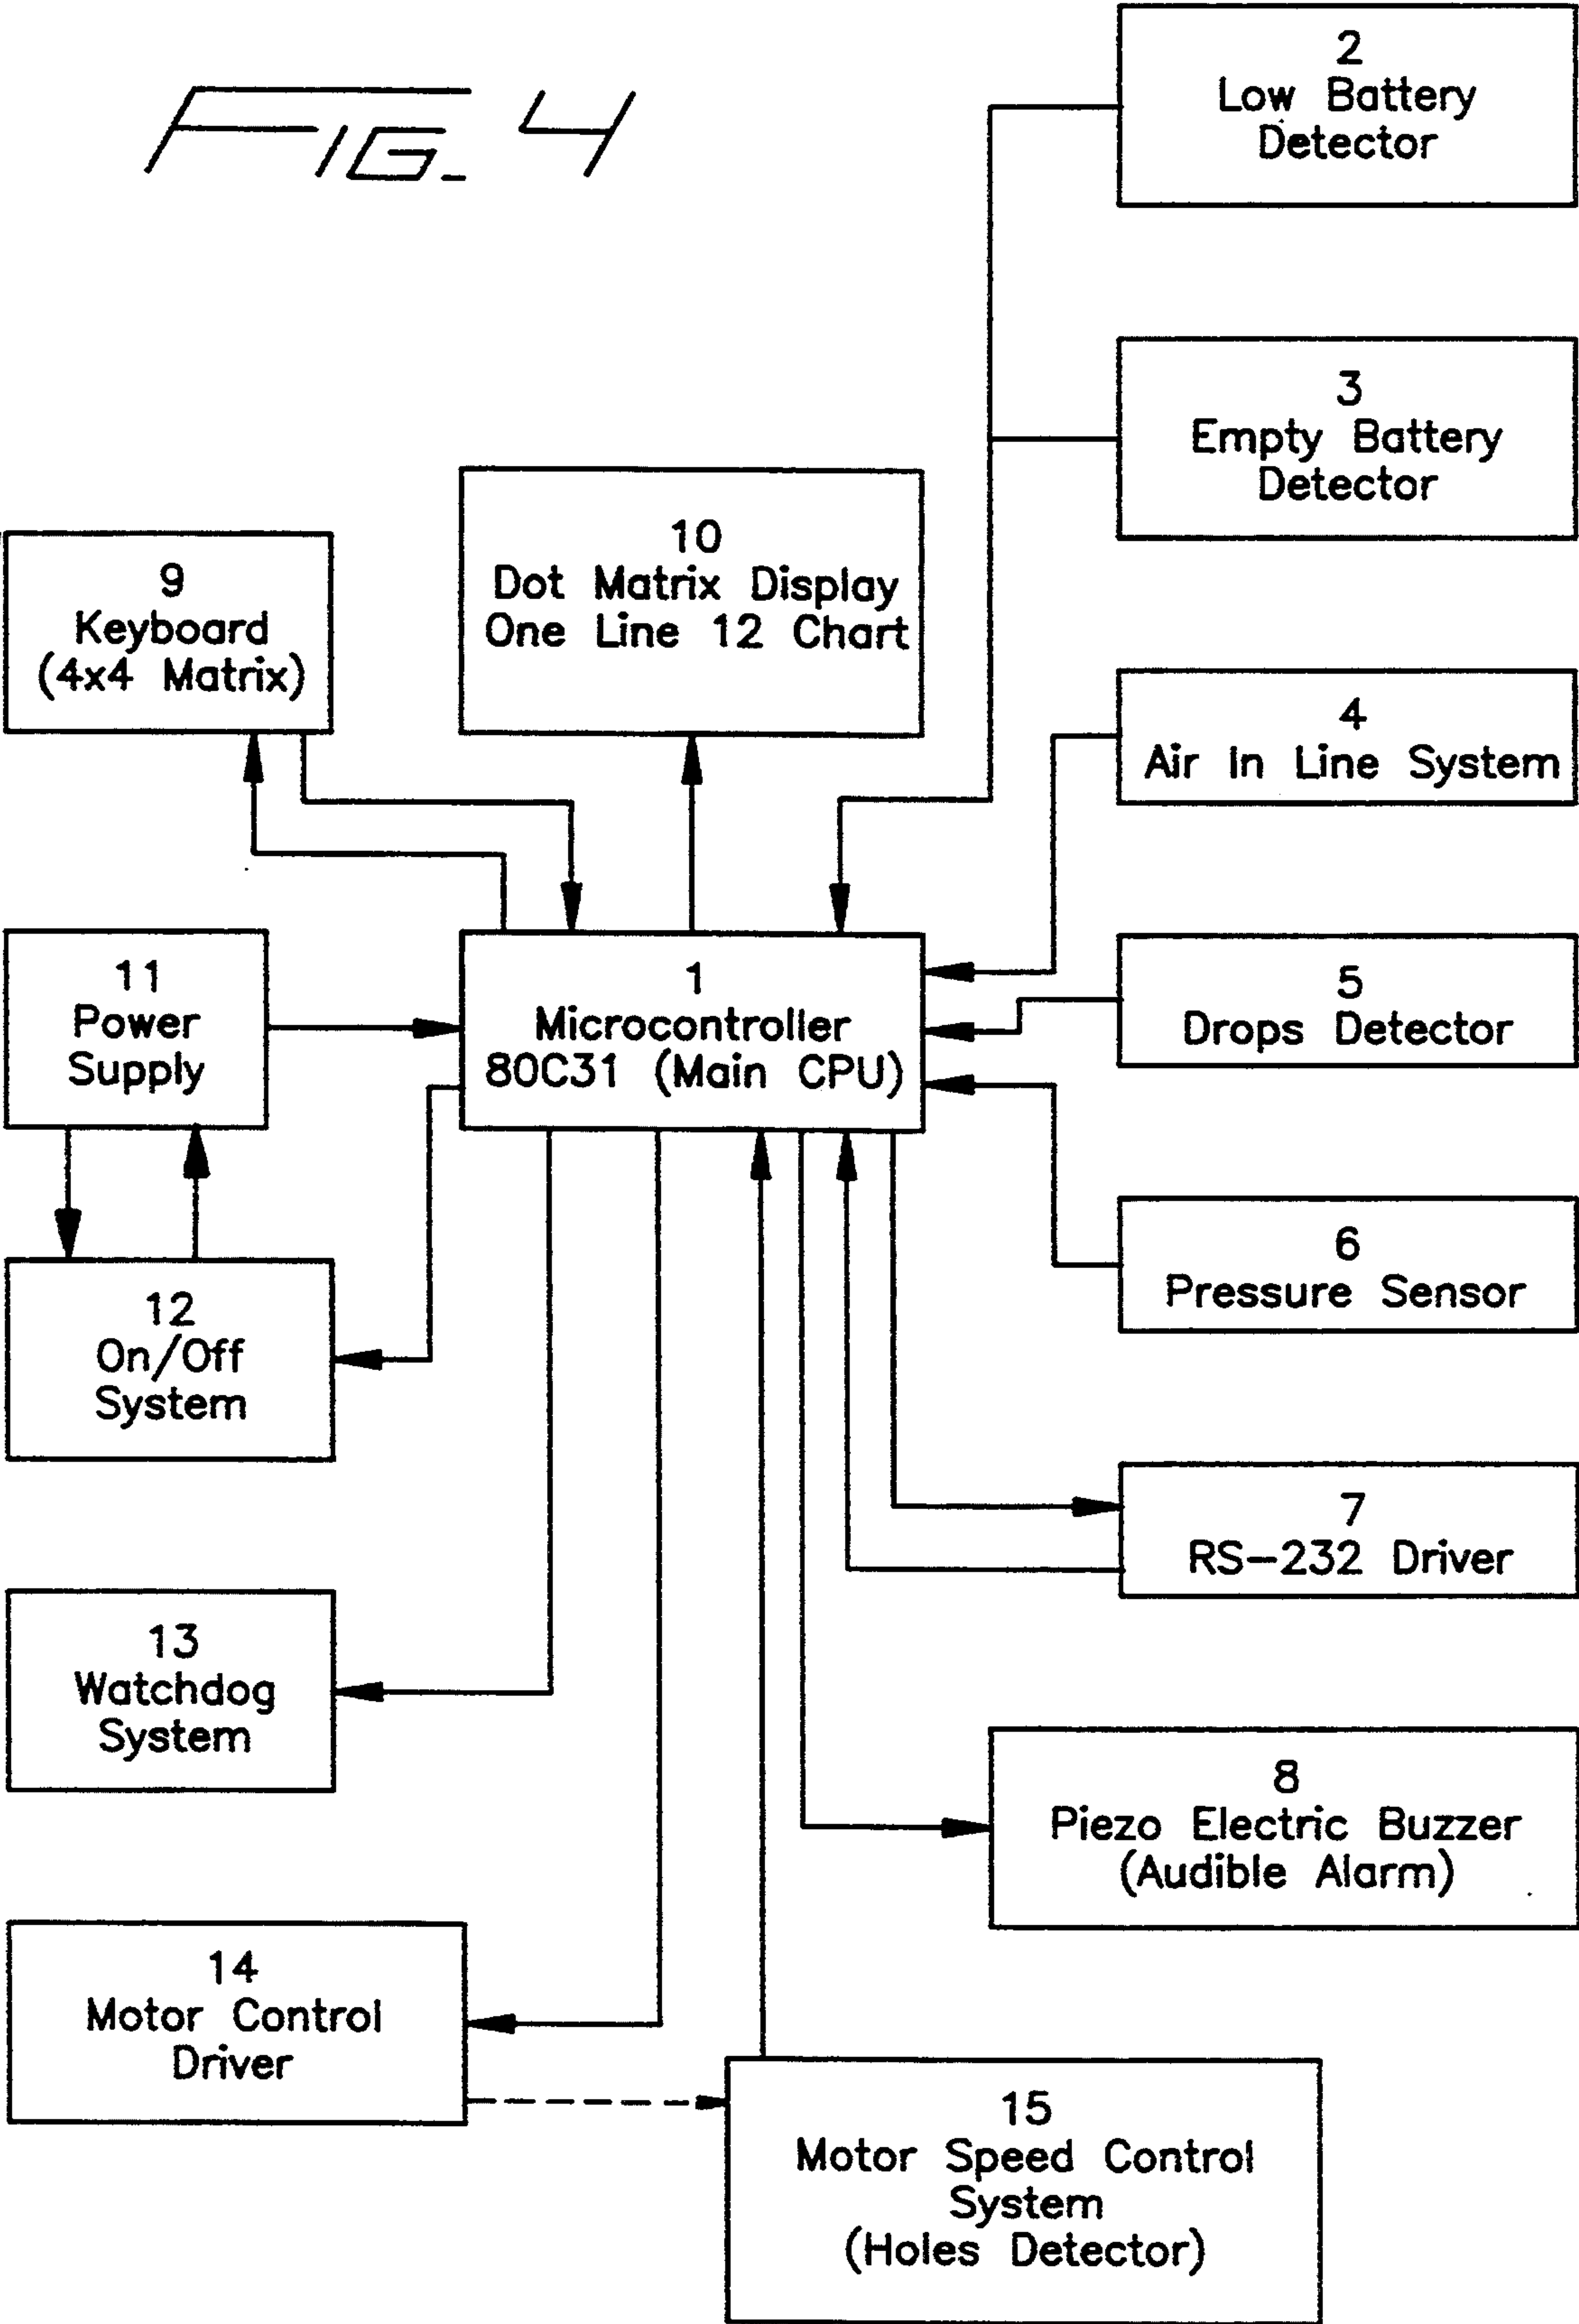 FIG. 4
2
Low Battery
Detector
3
Empty Battery
Detector
10
Dot Matrix Display
One Line 12 Chart
9
Keyboard
(4x4 Matrix)
4
Air In Line System
11
Power
Supply
1
Microcontroller
80C31 (Main CPU)
5
Drops Detector
6
Pressure Sensor
12
On/Off
System
7
RS-232 Driver
13
Watchdog
System
8
Piezo Electric Buzzer
(Audible Alarm)
14
Motor Control
Driver
15
Motor Speed Control
System
(Holes Detector)